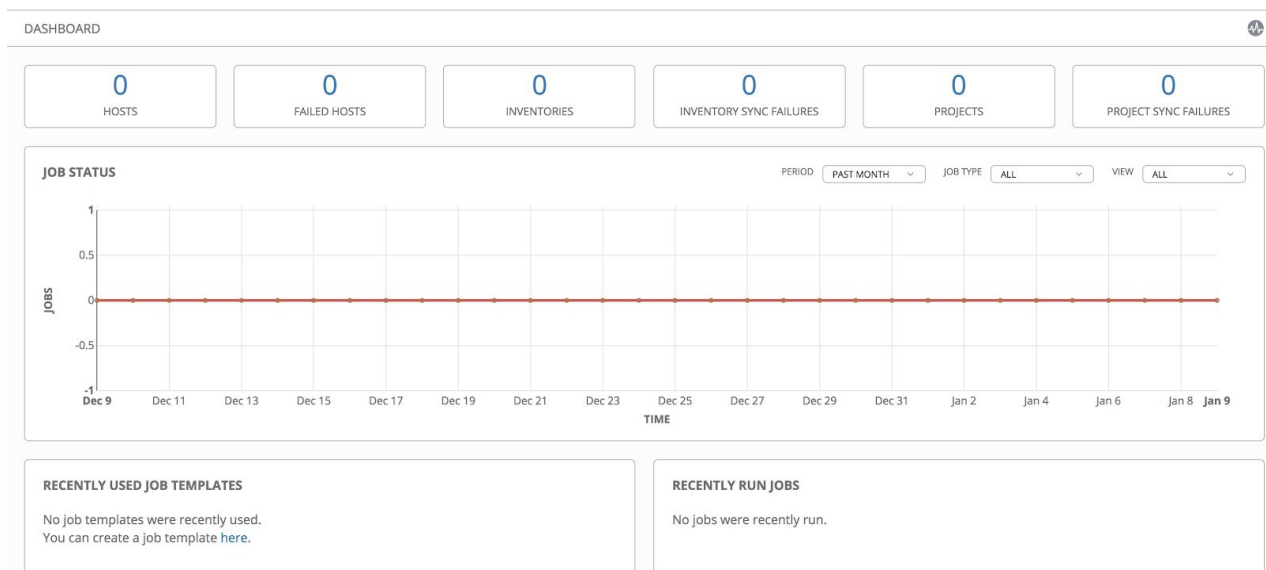 DASHBOARD
0 0 0 0 0 0
HOSTS FAILED HOSTS INVENTORIES INVENTORY SYNC FAILURES PROJECTS PROJECT SYNC FAILURES
JOB STATUS PERIOD PAST MONTH JOB TYPE ALL VIEW ALL
1
0.5
0
-0.5
-1
JOBS
Dec 9 Dec 11 Dec 13 Dec 15 Dec 17 Dec 19 Dec 21 Dec 23 Dec 25 Dec 27 Dec 29 Dec 31 Jan 2 Jan 4 Jan 6 Jan 8 Jan 9
TIME
RECENTLY USED JOB TEMPLATES
No job templates were recently used.
You can create a job template here.
RECENTLY RUN JOBS
No jobs were recently run.